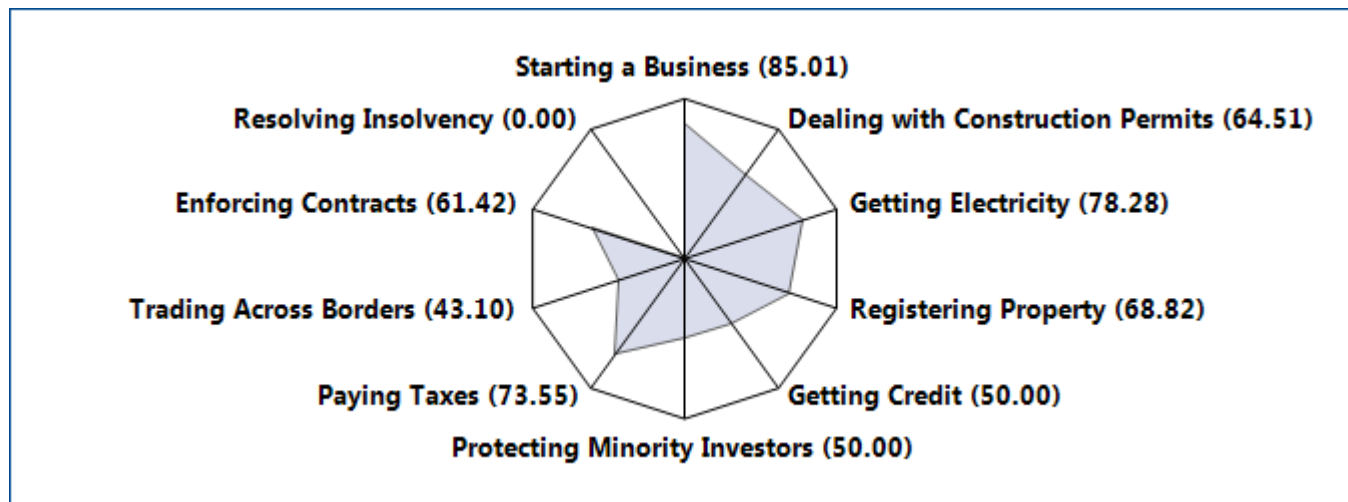 Starting a Business (85.01)
Resolving Insolvency (0.00)
Dealing with Construction Permits (64.51)
Enforcing Contracts (61.42)
Getting Electricity (78.28)
Trading Across Borders (43.10)
Registering Property (68.82)
Paying Taxes (73.55)
Getting Credit (50.00)
Protecting Minority Investors (50.00)